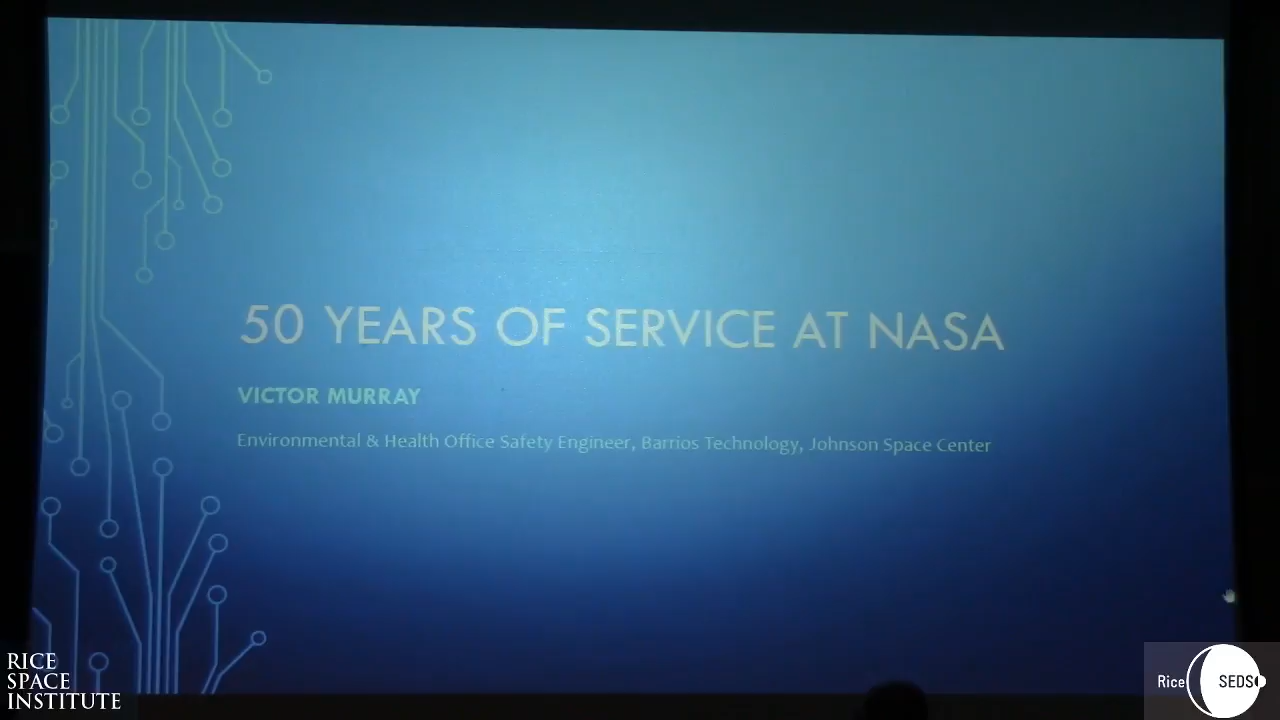 50 YEARS OF SERVICE AT NASA
VICTOR MURRAY
Environmental & Health Office Safety Engineer, Barrios Technology, Johnson Space Center
RICE
SPACE
INSTITUTE
Rice SEDS